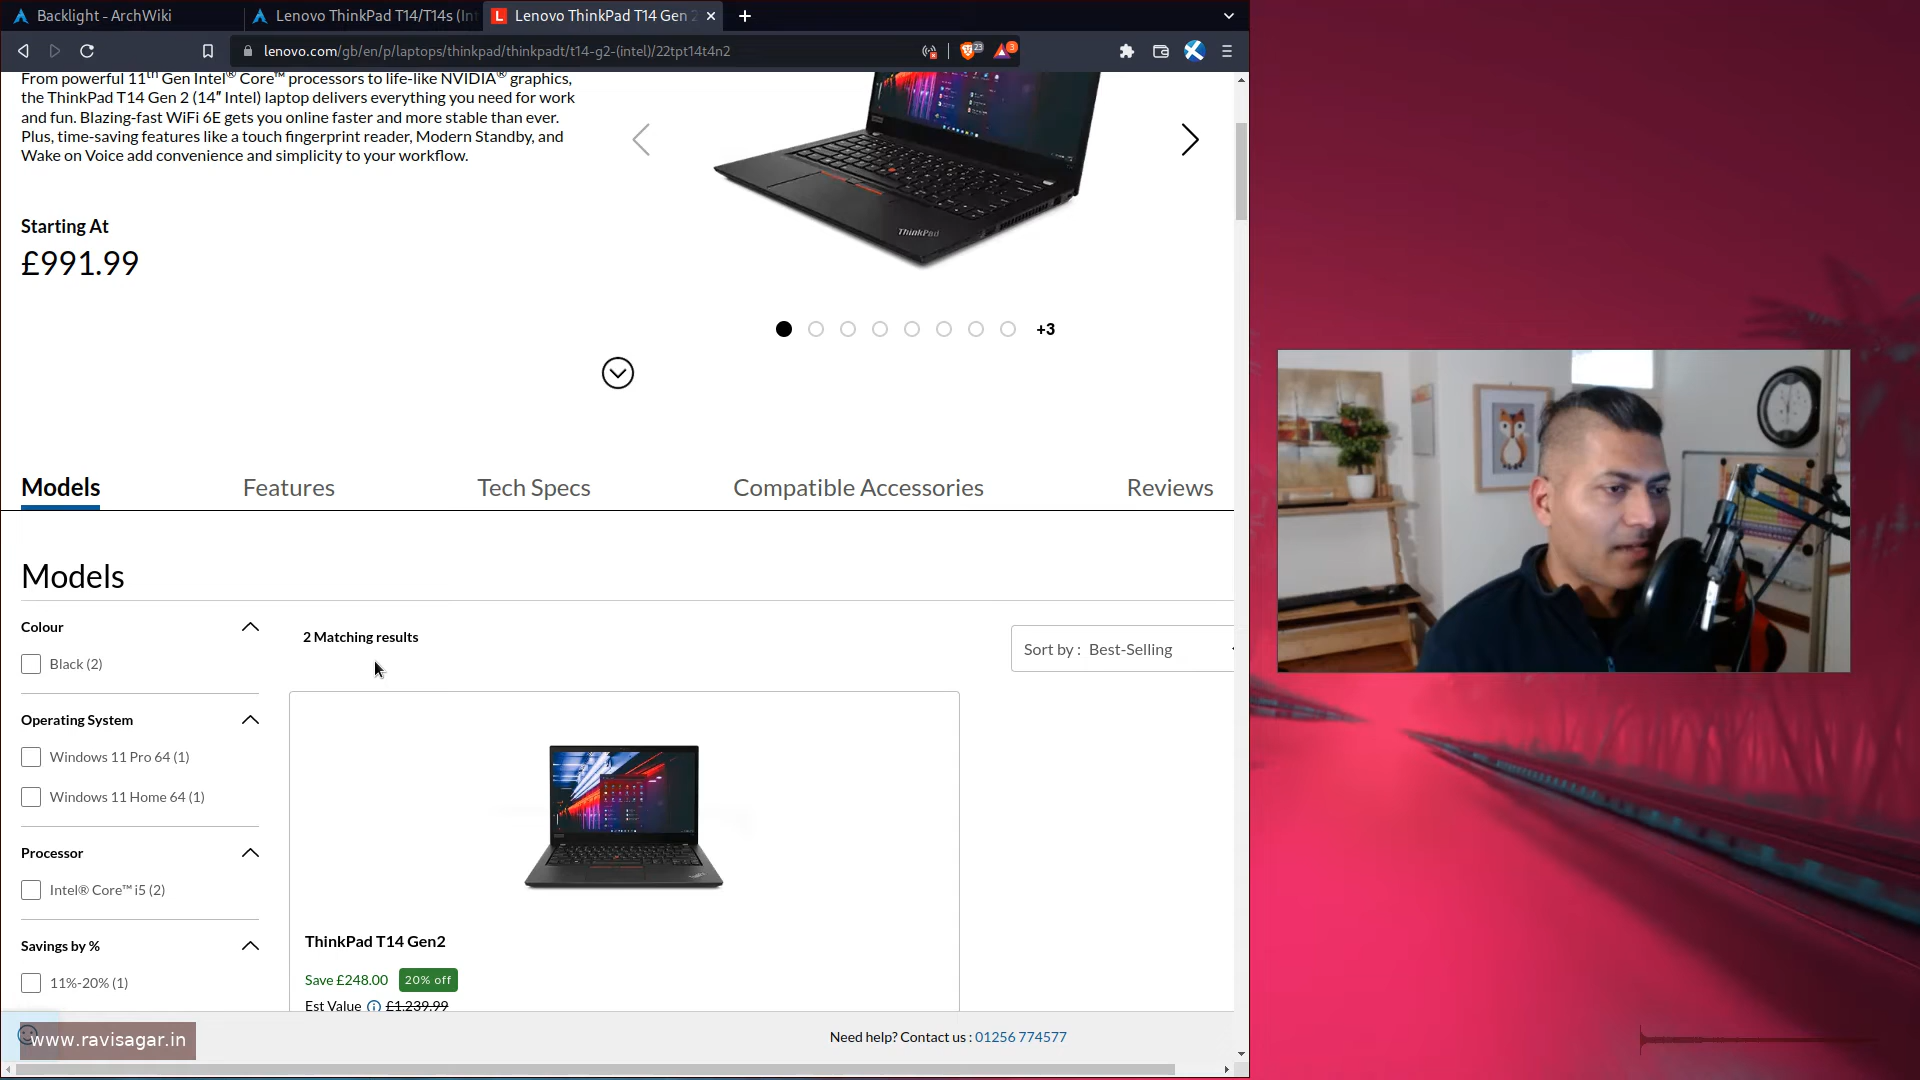 Backlight - ArchWiki
Lenovo ThinkPad T14/T14s (Int
Lenovo ThinkPad T14 Gen 2
lenovo.com/gb/en/p/laptops/thinkpad/thinkpadt/t14-g2-(intel)/22tpt14t4n2
23
3
From powerful 11th Gen Intel® Core™ processors to life-like NVIDIA® graphics,
the ThinkPad T14 Gen 2 (14″ Intel) laptop delivers everything you need for work
and fun. Blazing-fast WiFi 6E gets you online faster and more stable than ever.
Plus, time-saving features like a touch fingerprint reader, Modern Standby, and
Wake on Voice add convenience and simplicity to your workflow.
Starting At
£991.99
ThinkPad
+3
Models
Features
Tech Specs
Compatible Accessories
Reviews
Models
Colour
Black (2)
Operating System
Windows 11 Pro 64 (1)
Windows 11 Home 64 (1)
Processor
Intel® Core™ i5 (2)
Savings by %
11%-20% (1)
2 Matching results
Sort by : Best-Selling
ThinkPad T14 Gen2
Save £248.00 20% off
Est Value £1,239.99
www.ravisagar.in
Need help? Contact us : 01256 774577